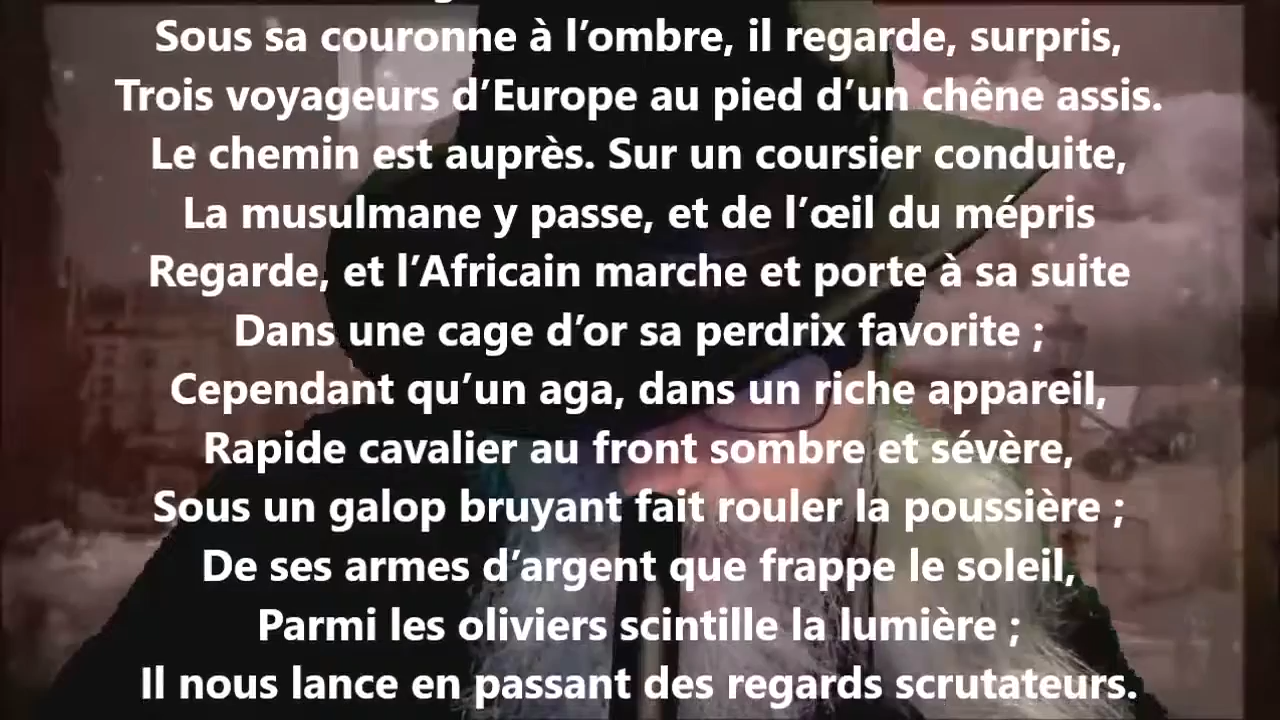 Sous sa couronne à l’ombre, il regarde, surpris,
Trois voyageurs d’Europe au pied d’un chêne assis.
Le chemin est auprès. Sur un coursier conduite,
La musulmane y passe, et de l’œil du mépris
Regarde, et l’Africain marche et porte à sa suite
Dans une cage d’or sa perdrix favorite ;
Cependant qu’un aga, dans un riche appareil,
Rapide cavalier au front sombre et sévère,
Sous un galop bruyant fait rouler la poussière ;
De ses armes d’argent que frappe le soleil,
Parmi les oliviers scintille la lumière ;
Il nous lance en passant des regards scrutateurs.